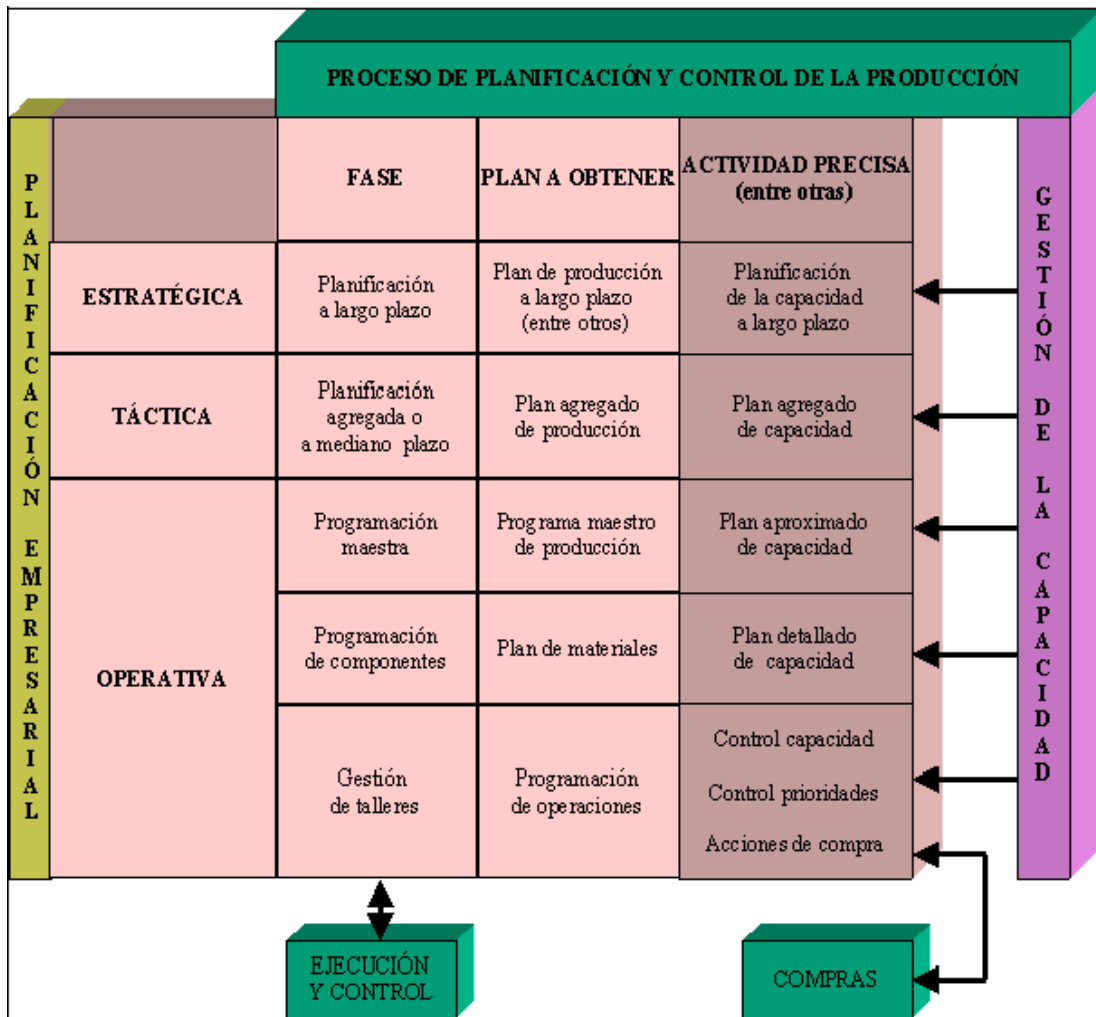 PROCESO DE PLANIFICACIÓN Y CONTROL DE LA PRODUCCIÓN
PLANIFICACIÓN EMPRESARIAL
FASE
PLAN A OBTENER
ACTIVIDAD PRECISA
(entre otras)
GESTIÓN DE LA CAPACIDAD
ESTRATÉGICA
Planificación
a largo plazo
Plan de producción
a largo plazo
(entre otros)
Planificación
de la capacidad
a largo plazo
TÁCTICA
Planificación
agregada o
a mediano plazo
Plan agregado
de producción
Plan agregado
de capacidad
OPERATIVA
Programación
maestra
Programa maestro
de producción
Plan aproximado
de capacidad
Programación
de componentes
Plan de materiales
Plan detallado
de capacidad
Gestión
de talleres
Programación
de operaciones
Control capacidad
Control prioridades
Acciones de compra
EJECUCIÓN
Y CONTROL
COMPRAS